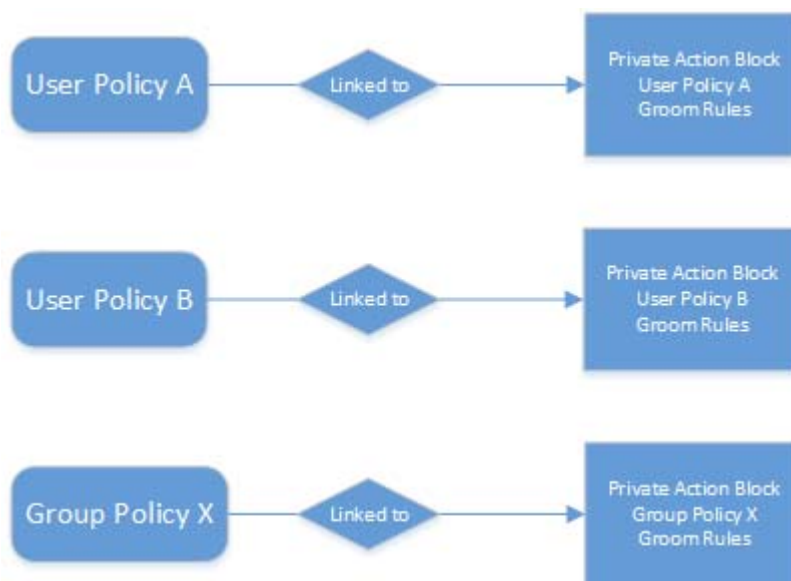 User Policy A
Linked to
Private Action Block
User Policy A
Groom Rules
User Policy B
Linked to
Private Action Block
User Policy B
Groom Rules
Group Policy X
Linked to
Private Action Block
Group Policy X
Groom Rules